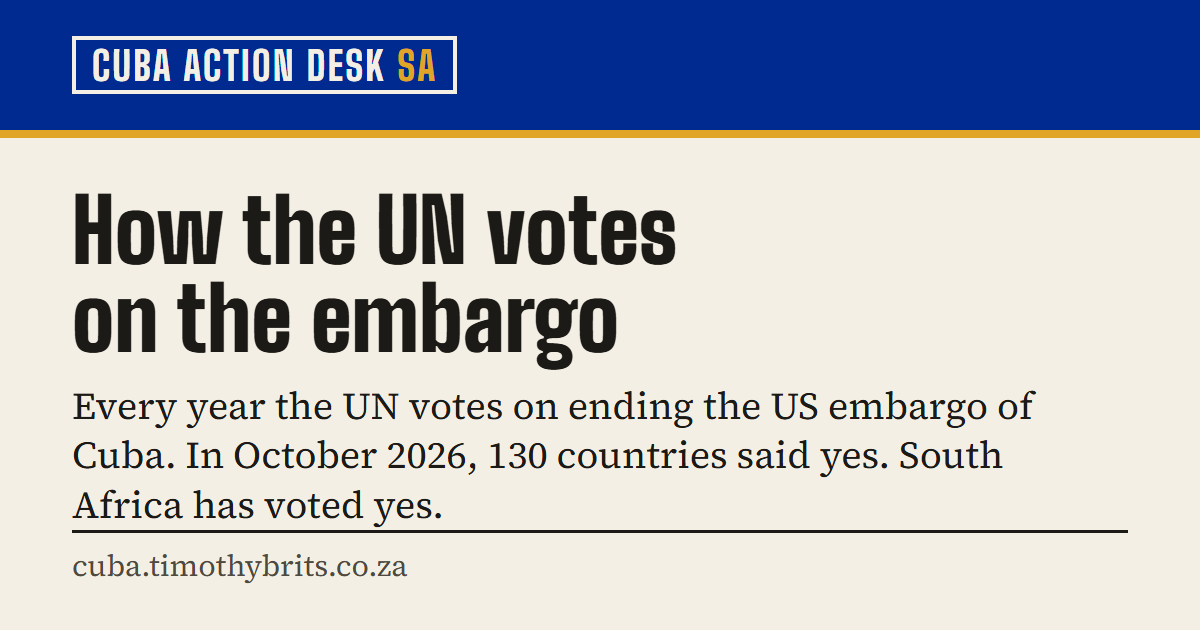 CUBA ACTION DESK SA
How the UN votes
on the embargo
Every year the UN votes on ending the US embargo of
Cuba. In October 2026, 130 countries said yes. South
Africa has voted yes.
cuba.timothybrits.co.za